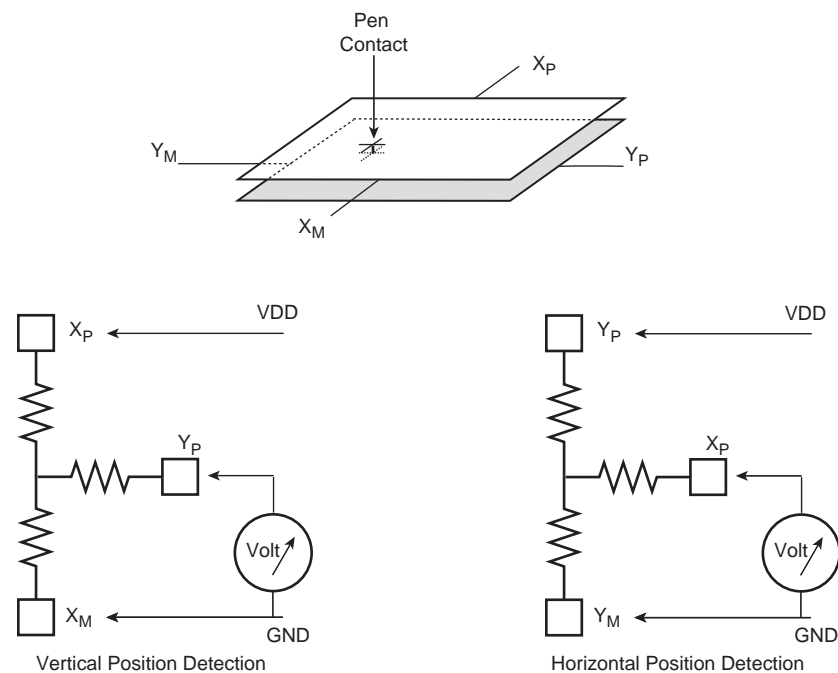 Pen
Contact
X_P
Y_M
Y_P
X_M
VDD
X_P
Y_P
Volt
X_M
GND
Vertical Position Detection
VDD
Y_P
X_P
Volt
Y_M
GND
Horizontal Position Detection